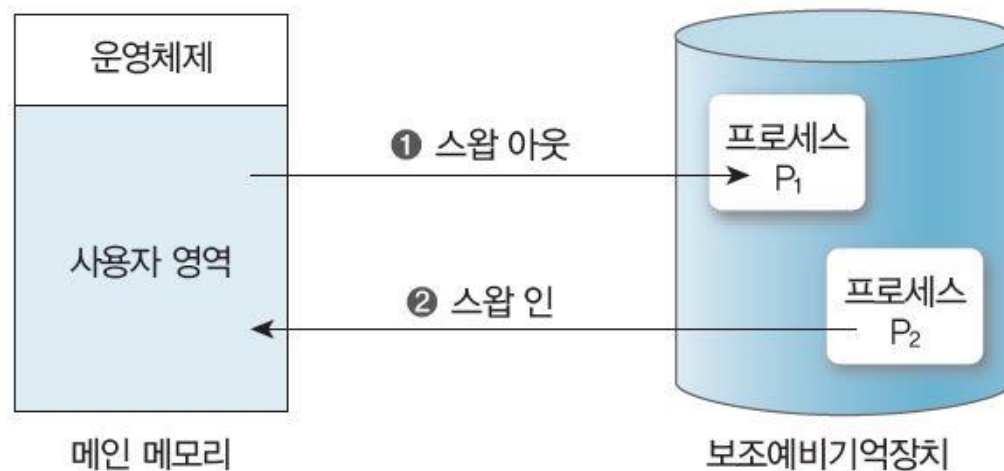 운영체제
프로세스
P₁
❶ 스왑 아웃
사용자 영역
❷ 스왑 인
프로세스
P₂
메인 메모리
보조예비기억장치